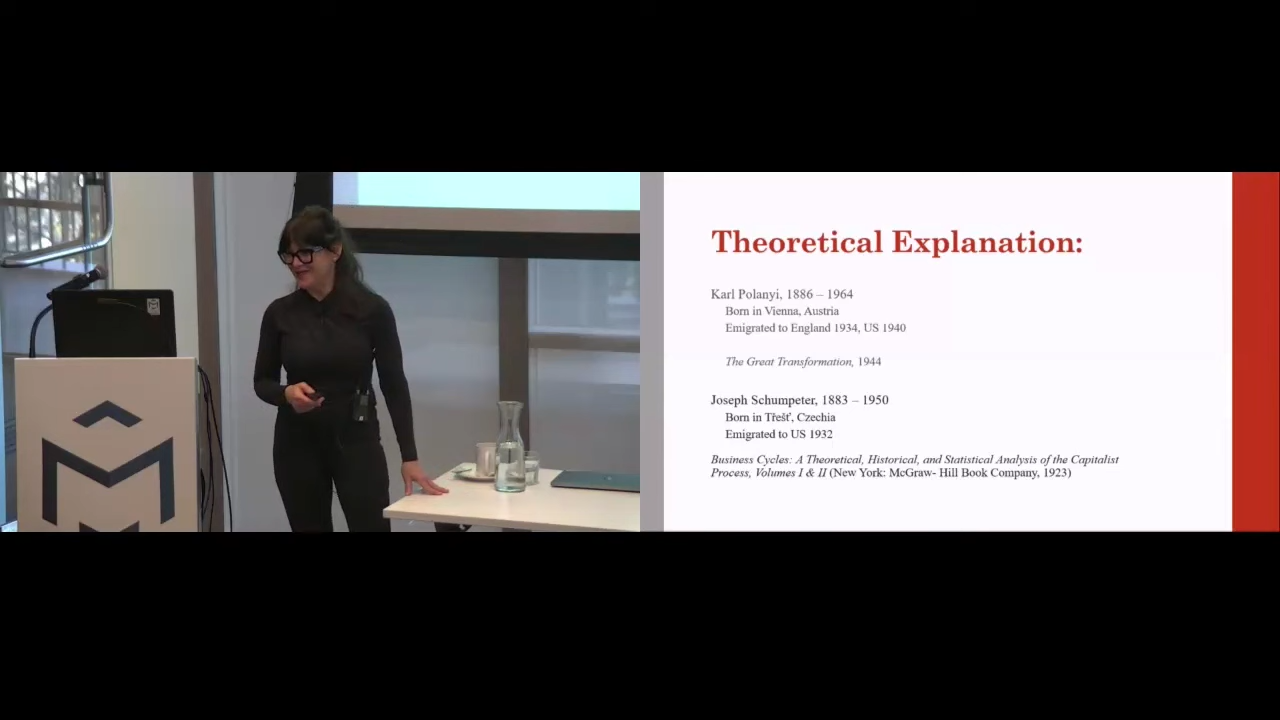 Theoretical Explanation:
Karl Polanyi, 1886 – 1964
Born in Vienna, Austria
Emigrated to England 1934, US 1940
The Great Transformation, 1944
Joseph Schumpeter, 1883 – 1950
Born in Třešť, Czechia
Emigrated to US 1932
Business Cycles: A Theoretical, Historical, and Statistical Analysis of the Capitalist
Process, Volumes I & II (New York: McGraw- Hill Book Company, 1923)